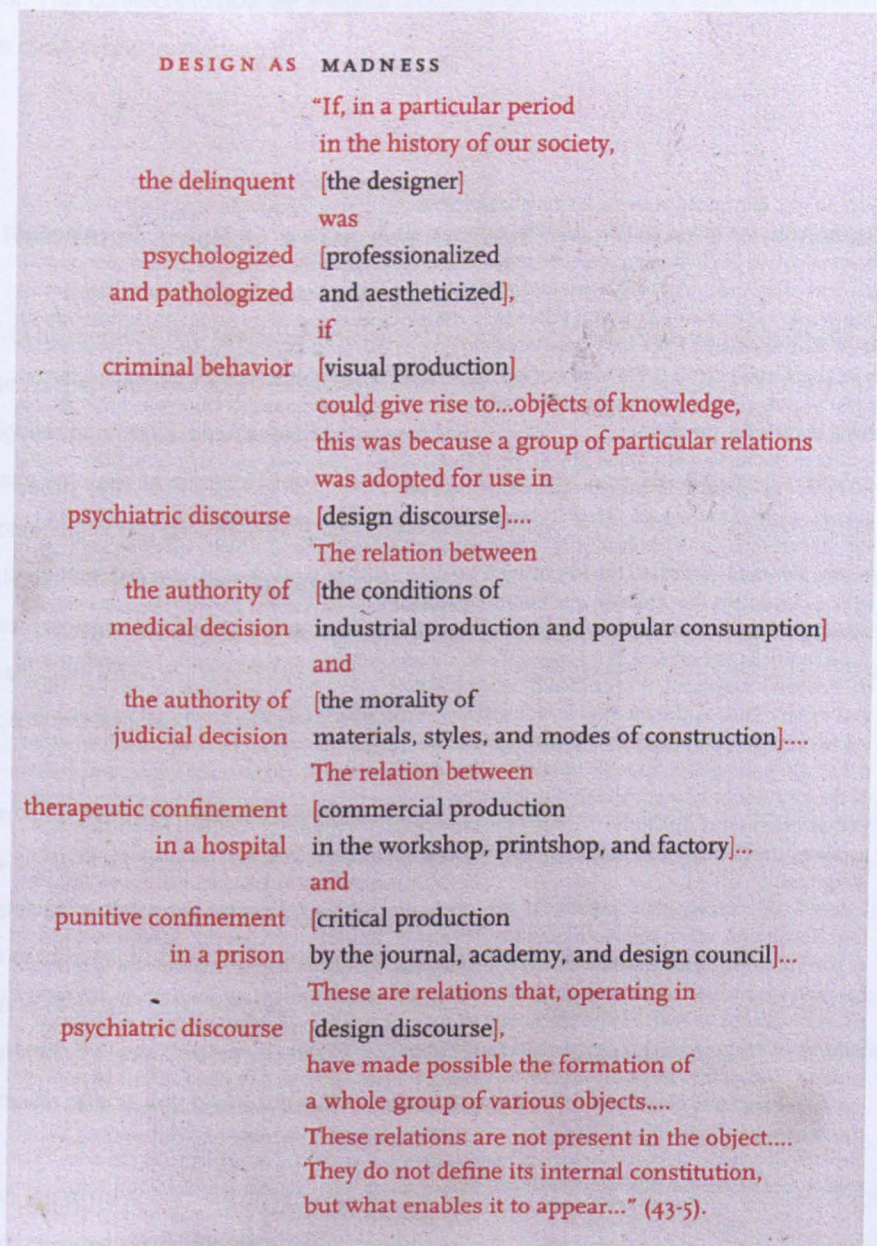 DESIGN AS MADNESS
“If, in a particular period
in the history of our society,
the delinquent [the designer]
was
psychologized [professionalized
and pathologized and aestheticized],
if
criminal behavior [visual production]
could give rise to...objects of knowledge,
this was because a group of particular relations
was adopted for use in
psychiatric discourse [design discourse]....
The relation between
the authority of [the conditions of
medical decision industrial production and popular consumption]
and
the authority of [the morality of
judicial decision materials, styles, and modes of construction]....
The relation between
therapeutic confinement [commercial production
in a hospital in the workshop, printshop, and factory]...
and
punitive confinement [critical production
in a prison by the journal, academy, and design council]...
These are relations that, operating in
psychiatric discourse [design discourse],
have made possible the formation of
a whole group of various objects....
These relations are not present in the object....
They do not define its internal constitution,
but what enables it to appear...” (43-5).